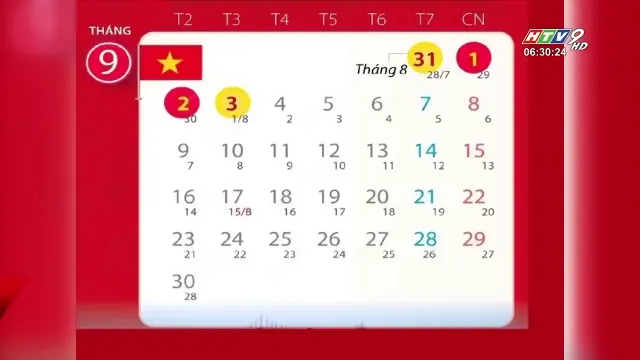 T2 T3 T4 T5 T6 T7 CN
HTV9 HD
06:30:24
THÁNG
9
Tháng 8 31 1
28/7 29
2 3 4 5 6 7 8
30 1/8 2 3 4 5 6
9 10 11 12 13 14 15
7 8 9 10 11 12 13
16 17 18 19 20 21 22
14 15/8 16 17 18 19 20
23 24 25 26 27 28 29
21 22 23 24 25 26 27
30
28